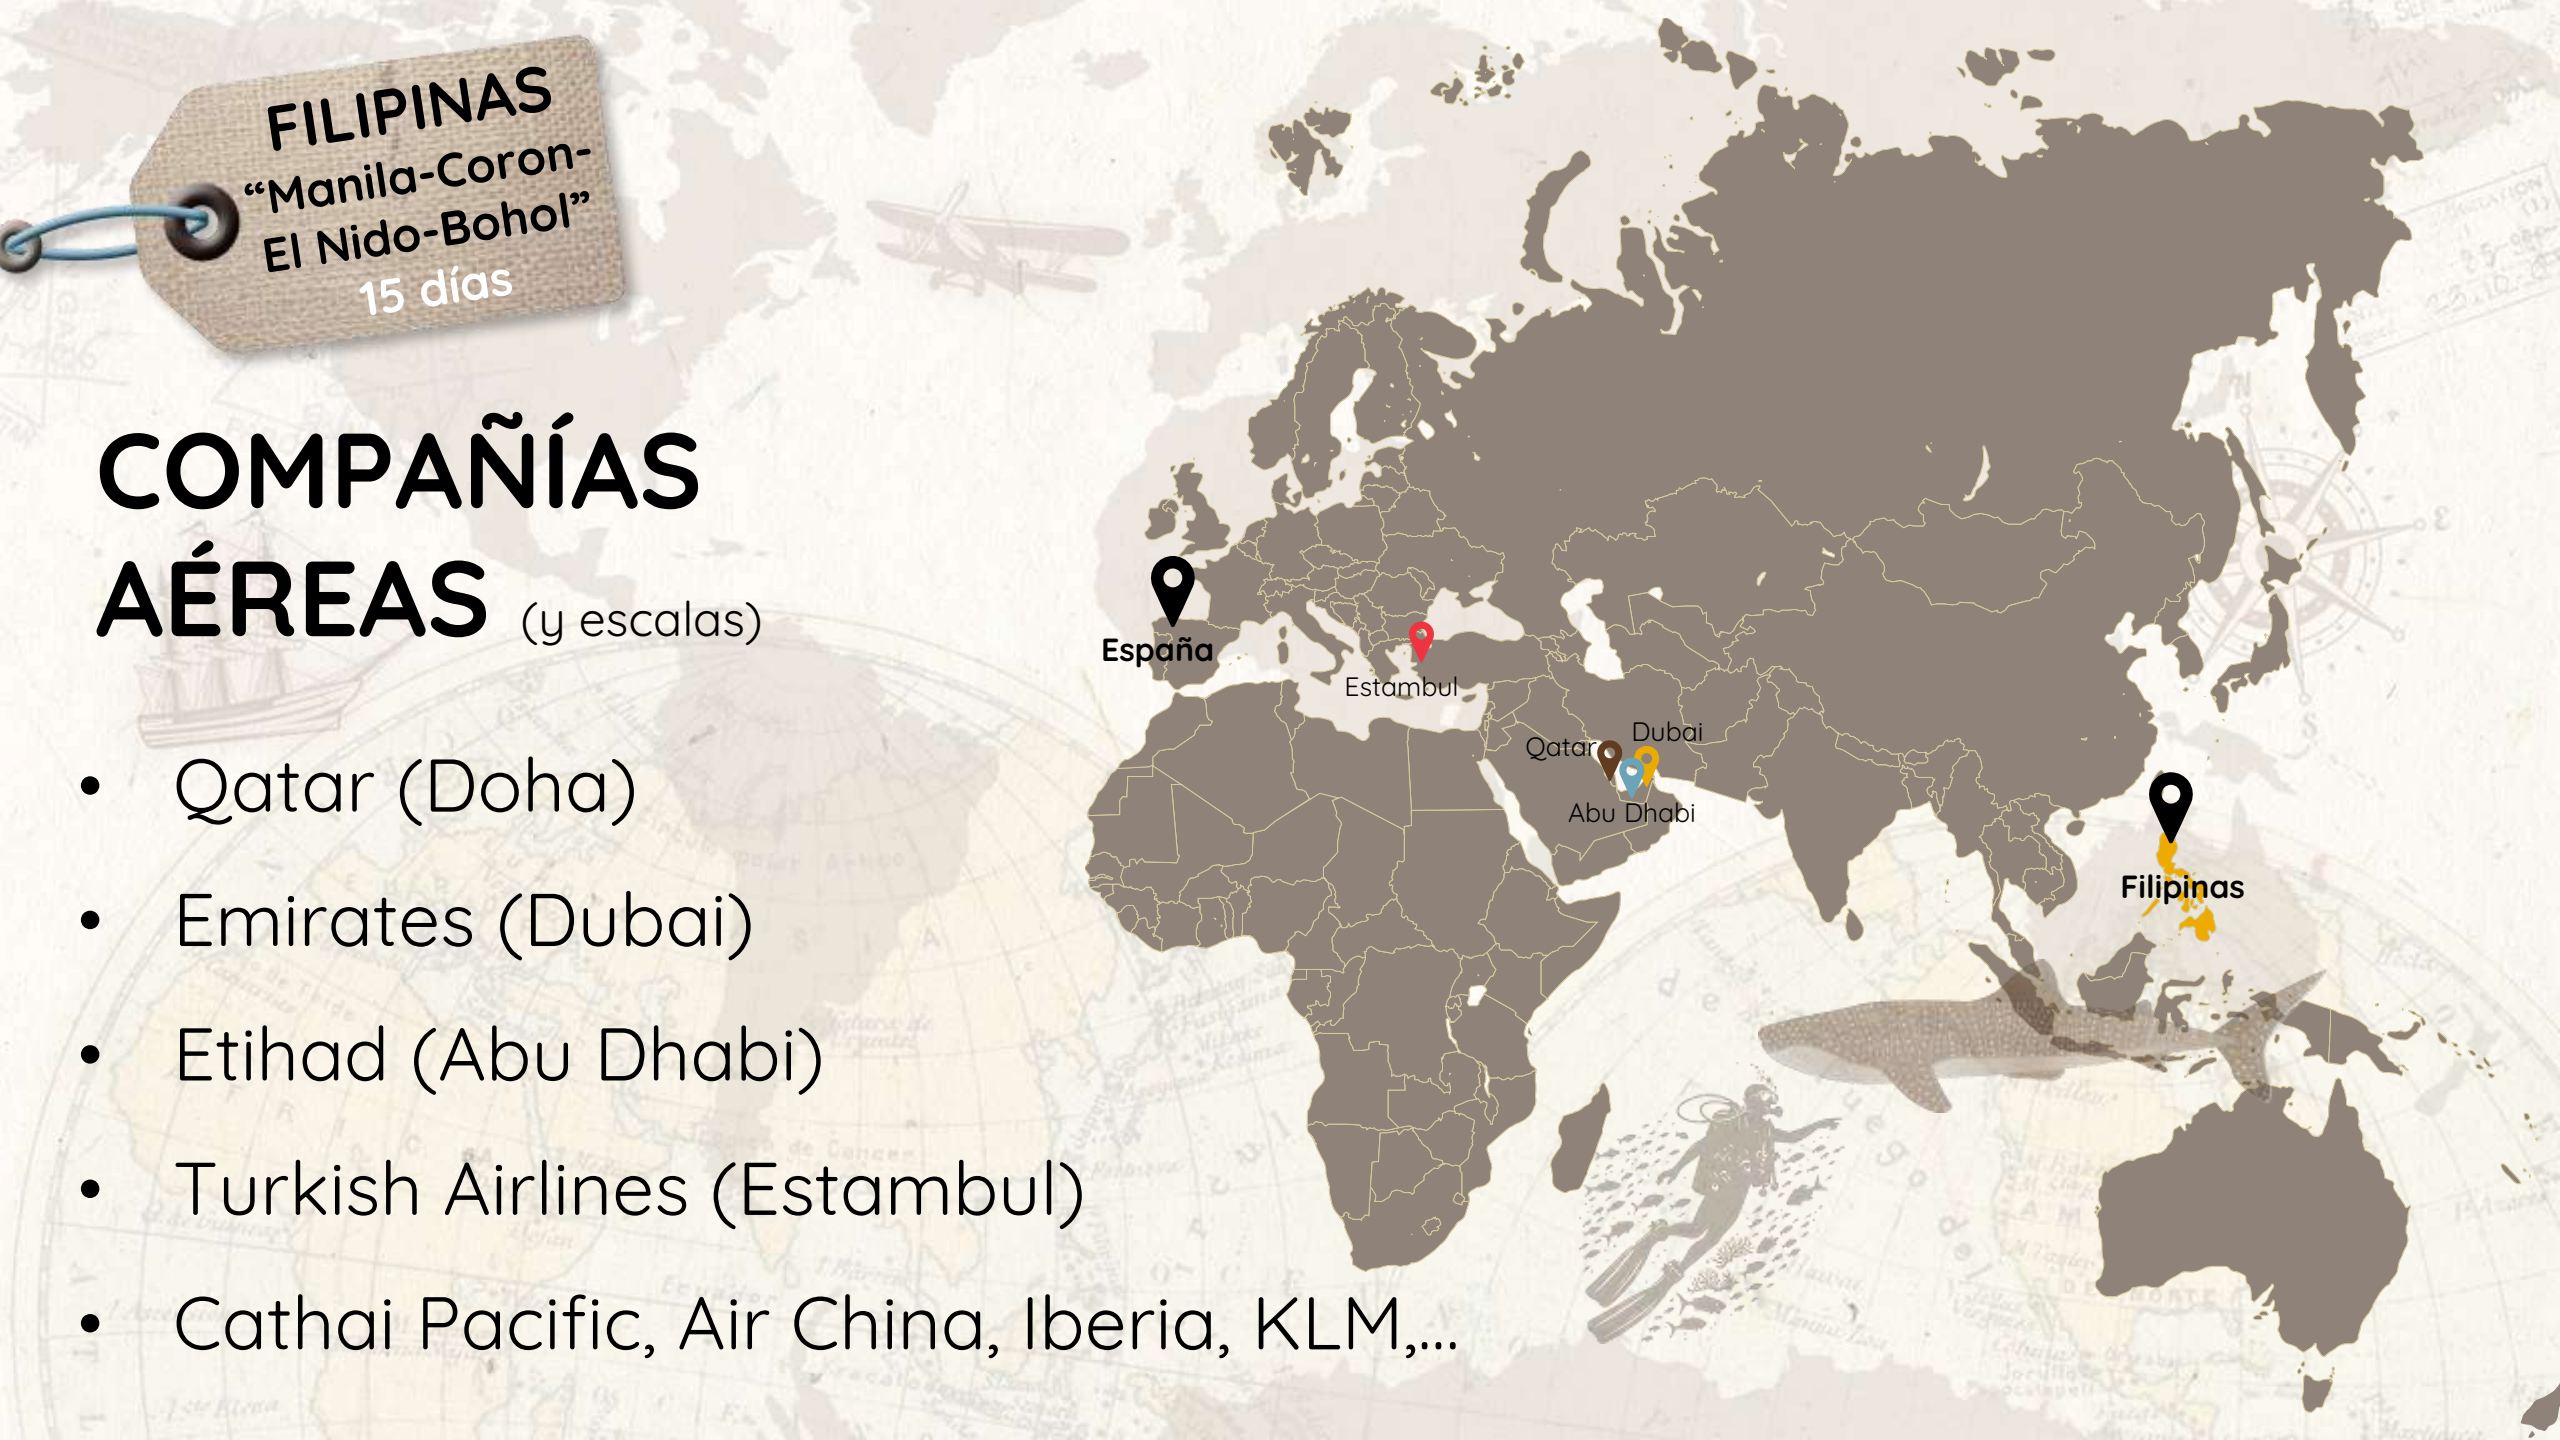 FILIPINAS
“Manila-Coron-
El Nido-Bohol”
15 días
COMPAÑÍAS
AÉREAS (y escalas)
• Qatar (Doha)
• Emirates (Dubai)
• Etihad (Abu Dhabi)
• Turkish Airlines (Estambul)
• Cathai Pacific, Air China, Iberia, KLM,...
España
Estambul
Dubai
Qatar
Abu Dhabi
Filipinas